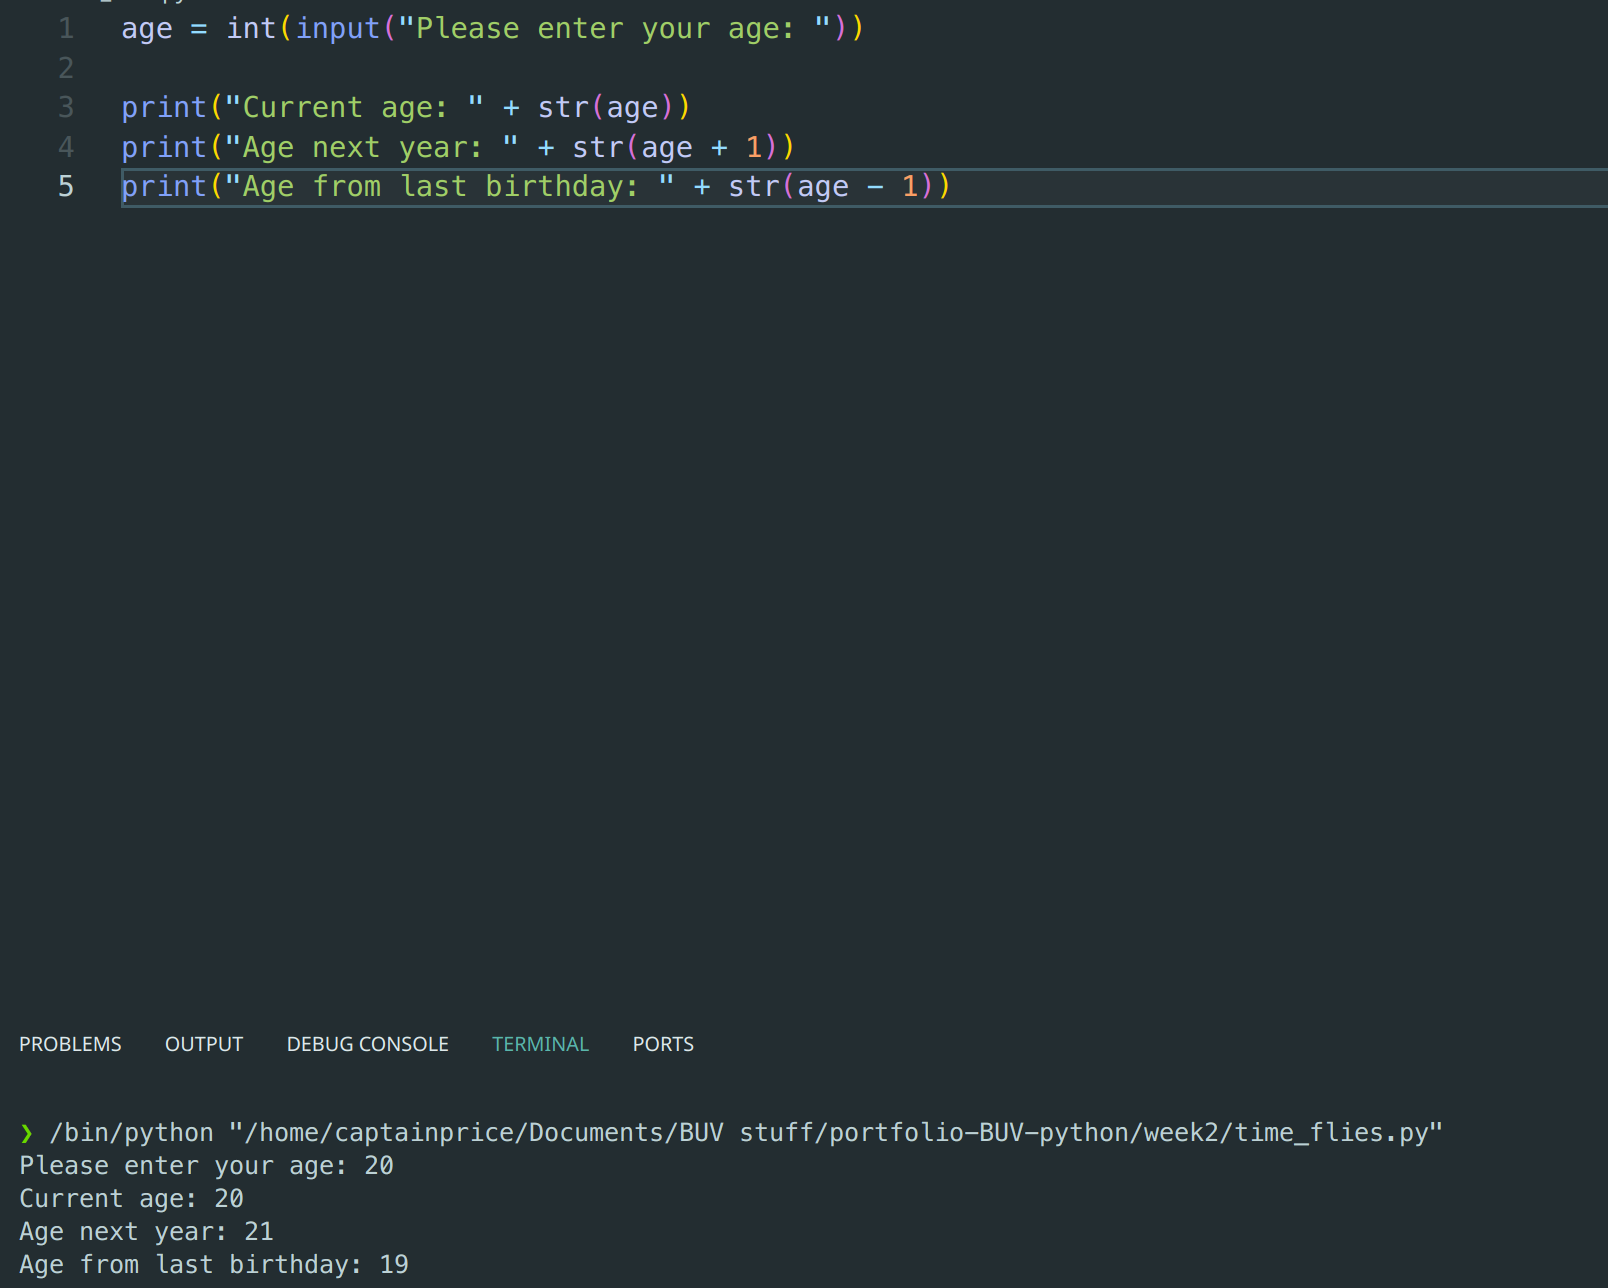 1 age = int(input("Please enter your age: "))
2
3 print("Current age: " + str(age))
4 print("Age next year: " + str(age + 1))
5 print("Age from last birthday: " + str(age - 1))
PROBLEMS OUTPUT DEBUG CONSOLE TERMINAL PORTS
❯ /bin/python "/home/captainprice/Documents/BUV stuff/portfolio-BUV-python/week2/time_flies.py"
Please enter your age: 20
Current age: 20
Age next year: 21
Age from last birthday: 19